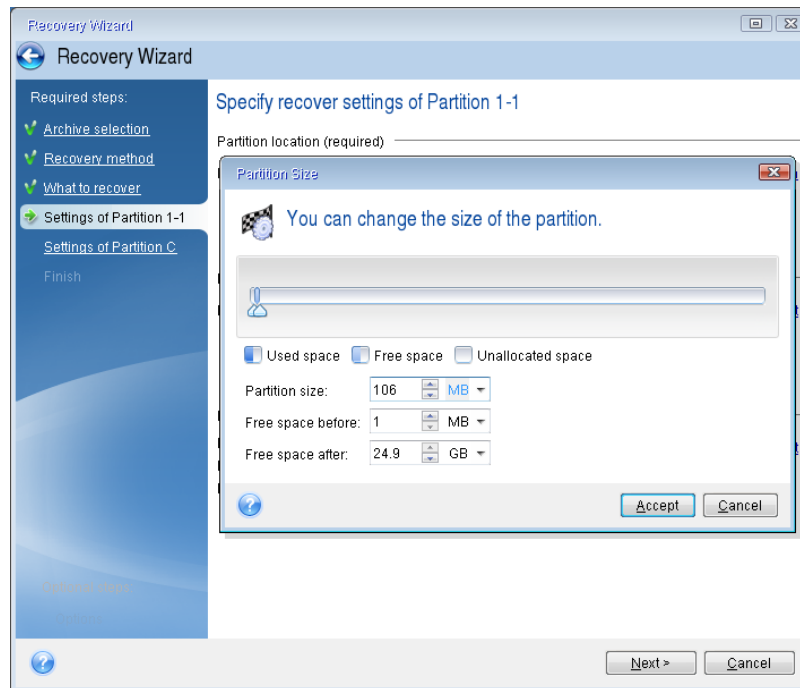 Recovery Wizard
Recovery Wizard
Required steps:
Archive selection
Recovery method
What to recover
Settings of Partition 1-1
Settings of Partition C
Finish
Specify recover settings of Partition 1-1
Partition location (required)
Partition Size
You can change the size of the partition.
Used space Free space Unallocated space
Partition size: 106 MB
Free space before: 1 MB
Free space after: 24.9 GB
Accept Cancel
Options
Next > Cancel